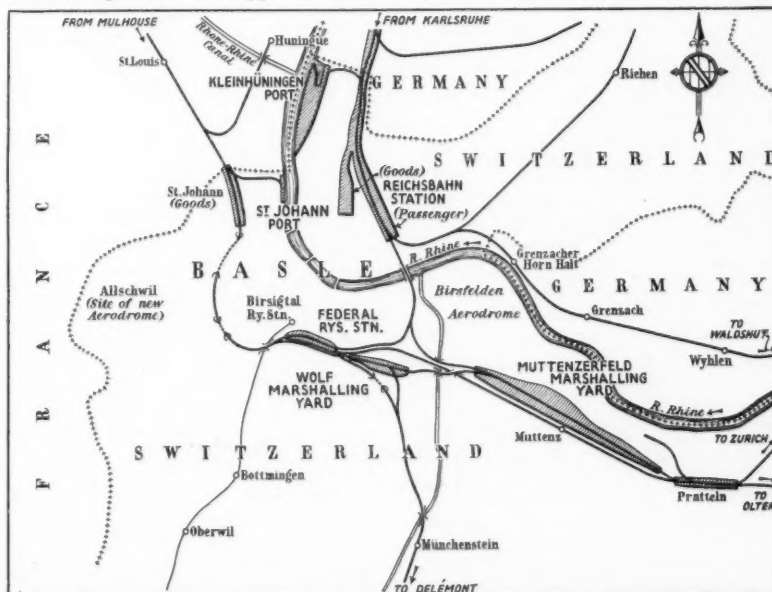 FROM MULHOUSE
FROM KARLSRUHE
Rhone-Rhine
Canal
Huningue
St. Louis
KLEINHÜNINGEN
PORT
GERMANY
Riehen
SWITZERLAND
(Goods)
REICHSBAHN
STATION
(Passenger)
St. Johann
(Goods)
ST JOHANN
PORT
FRANCE
BASLE
R. Rhine
Grenzacher
Horn Halt
GERMANY
Allschwil
(Site of new
Aerodrome)
Birsigtal
Ry. Stn.
FEDERAL
RYS. STN.
Birsfelden
Aerodrome
Grenzach
TO
WALDSHUT
Wyhlen
WOLF
MARSHALLING
YARD
MUTTENZERFELD
MARSHALLING
YARD
R. Rhine
SWITZERLAND
Muttenz
TO ZURICH
Bottmingen
Pratteln
TO
OLTEN
Oberwil
Münchenstein
TO DELÉMONT